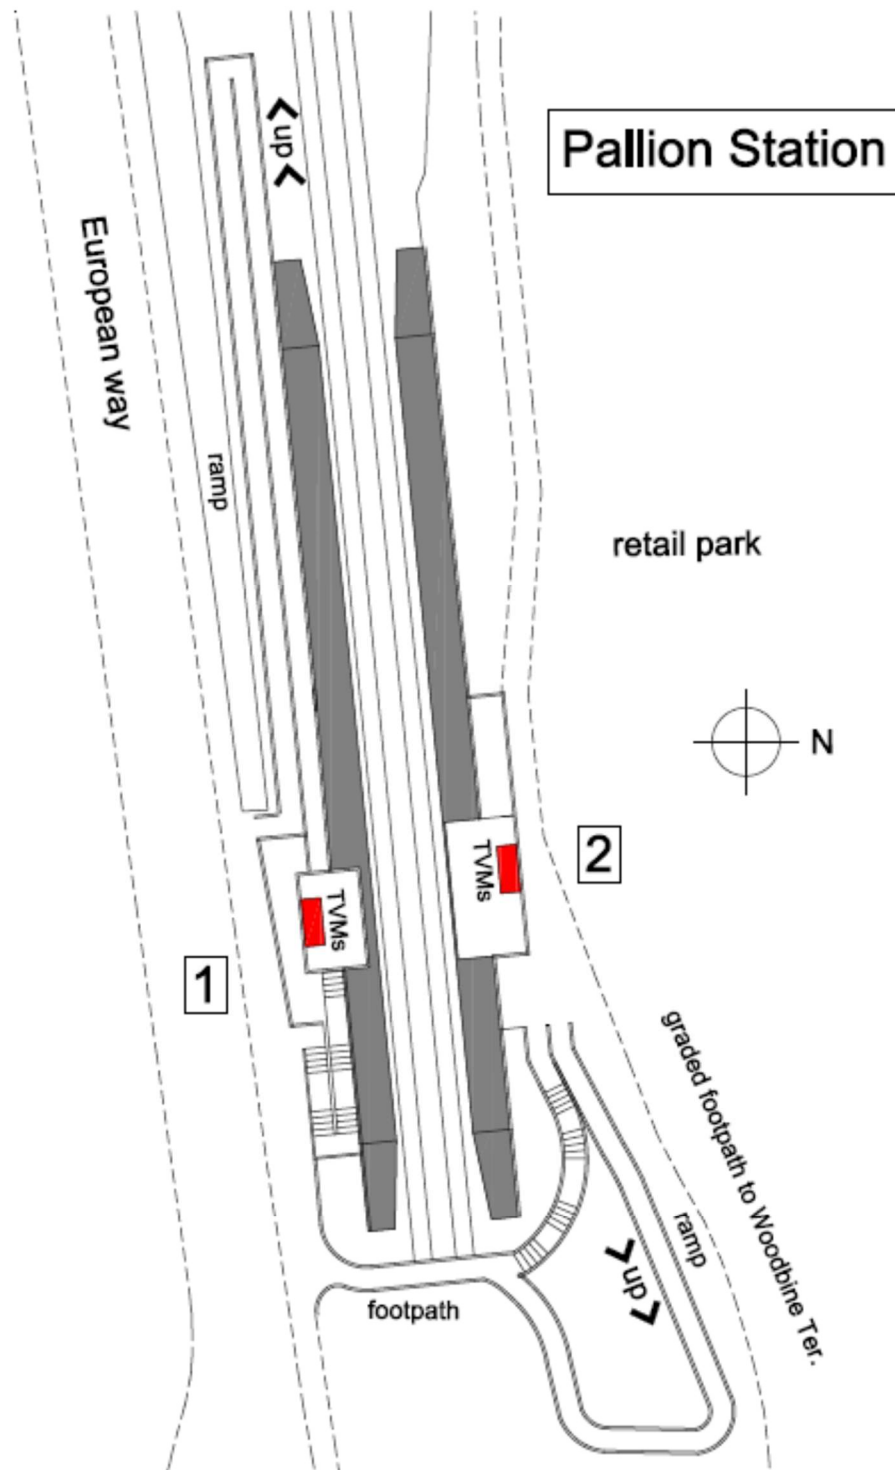 Pallion Station
up
European way
ramp
retail park
N
2
TVMs
TVMs
1
graded footpath to Woodbine Ter.
ramp
up
footpath